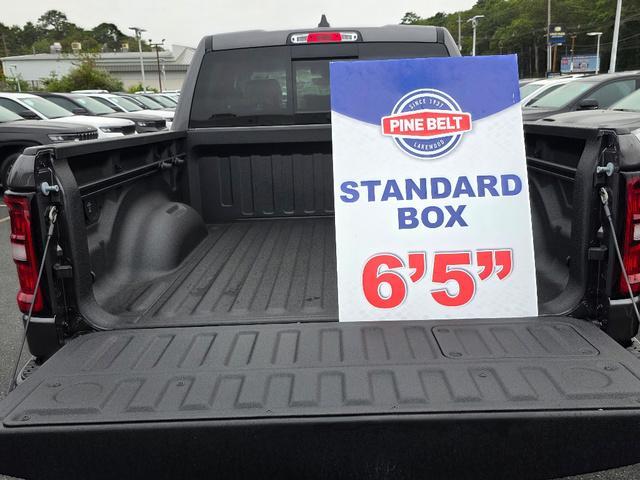 SINCE 1937
PINE BELT
LAKEWOOD
STANDARD
BOX
6'5"